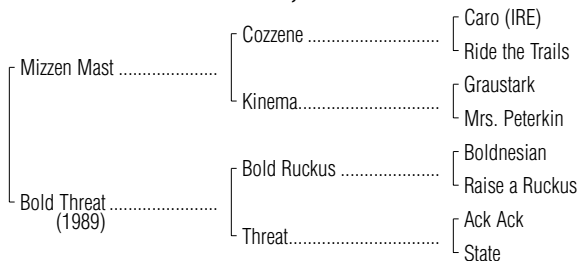 Caro (IRE)
Cozzene ................................
Ride the Trails
Mizzen Mast ........................
Graustark
Kinema..................................
Mrs. Peterkin
Boldnesian
Bold Ruckus ........................
Raise a Ruckus
Bold Threat ..........................
(1989)
Ack Ack
Threat....................................
State